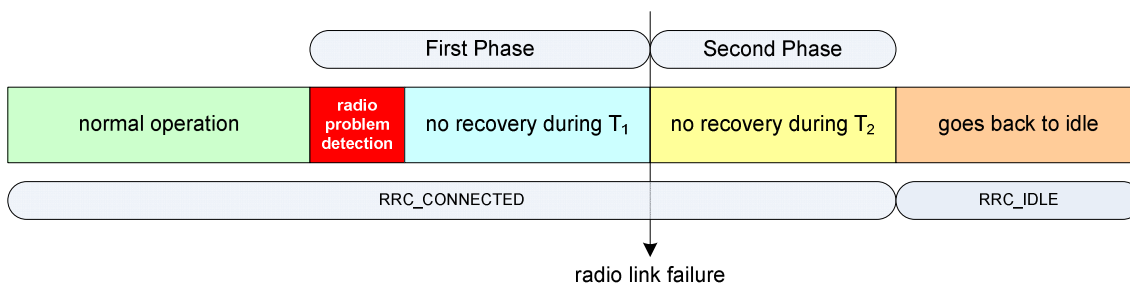 First Phase
Second Phase
normal operation
radio
problem
detection
no recovery during T₁
no recovery during T₂
goes back to idle
RRC_CONNECTED
RRC_IDLE
radio link failure